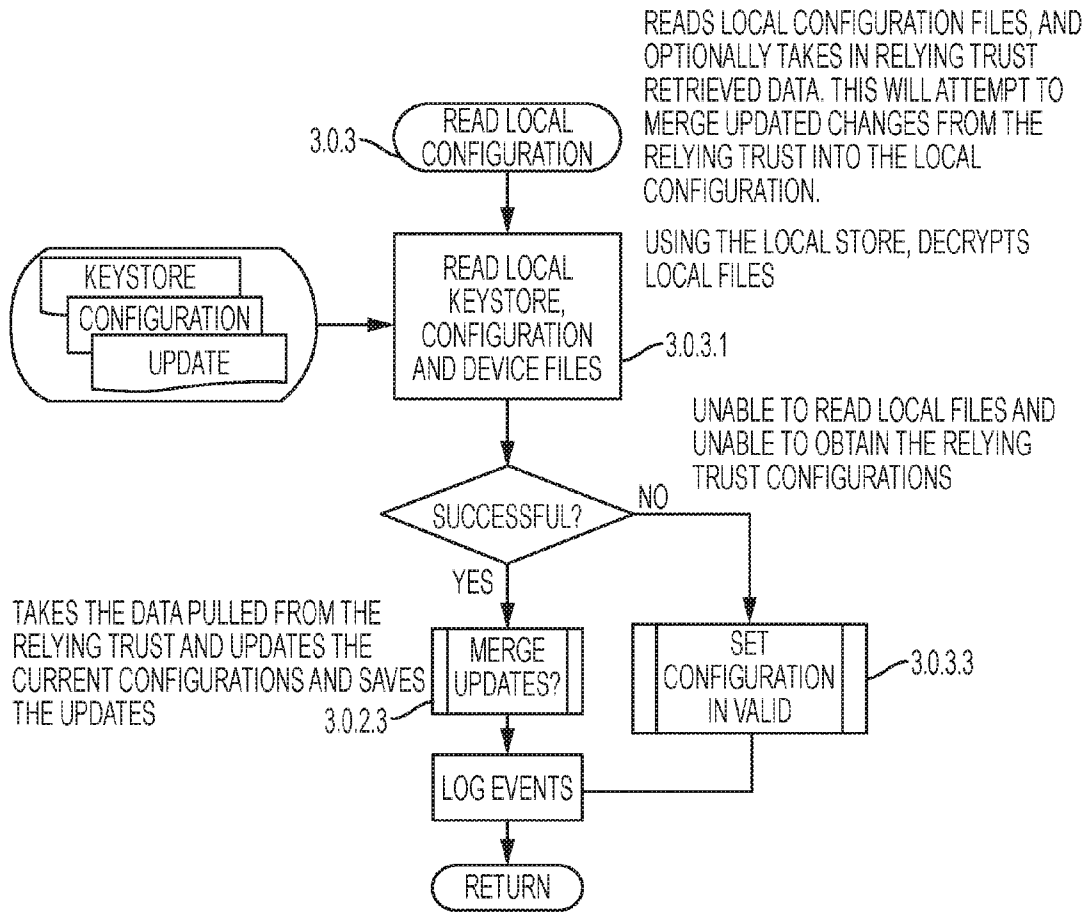 READS LOCAL CONFIGURATION FILES, AND
OPTIONALLY TAKES IN RELYING TRUST
RETRIEVED DATA. THIS WILL ATTEMPT TO
MERGE UPDATED CHANGES FROM THE
RELYING TRUST INTO THE LOCAL
CONFIGURATION.
3.0.3
READ LOCAL
CONFIGURATION
USING THE LOCAL STORE, DECRYPTS
LOCAL FILES
KEYSTORE
CONFIGURATION
UPDATE
READ LOCAL
KEYSTORE,
CONFIGURATION
AND DEVICE FILES
3.0.3.1
UNABLE TO READ LOCAL FILES AND
UNABLE TO OBTAIN THE RELYING
TRUST CONFIGURATIONS
SUCCESSFUL?
NO
YES
TAKES THE DATA PULLED FROM THE
RELYING TRUST AND UPDATES THE
CURRENT CONFIGURATIONS AND SAVES
THE UPDATES
3.0.2.3
MERGE
UPDATES?
SET
CONFIGURATION
IN VALID
3.0.3.3
LOG EVENTS
RETURN